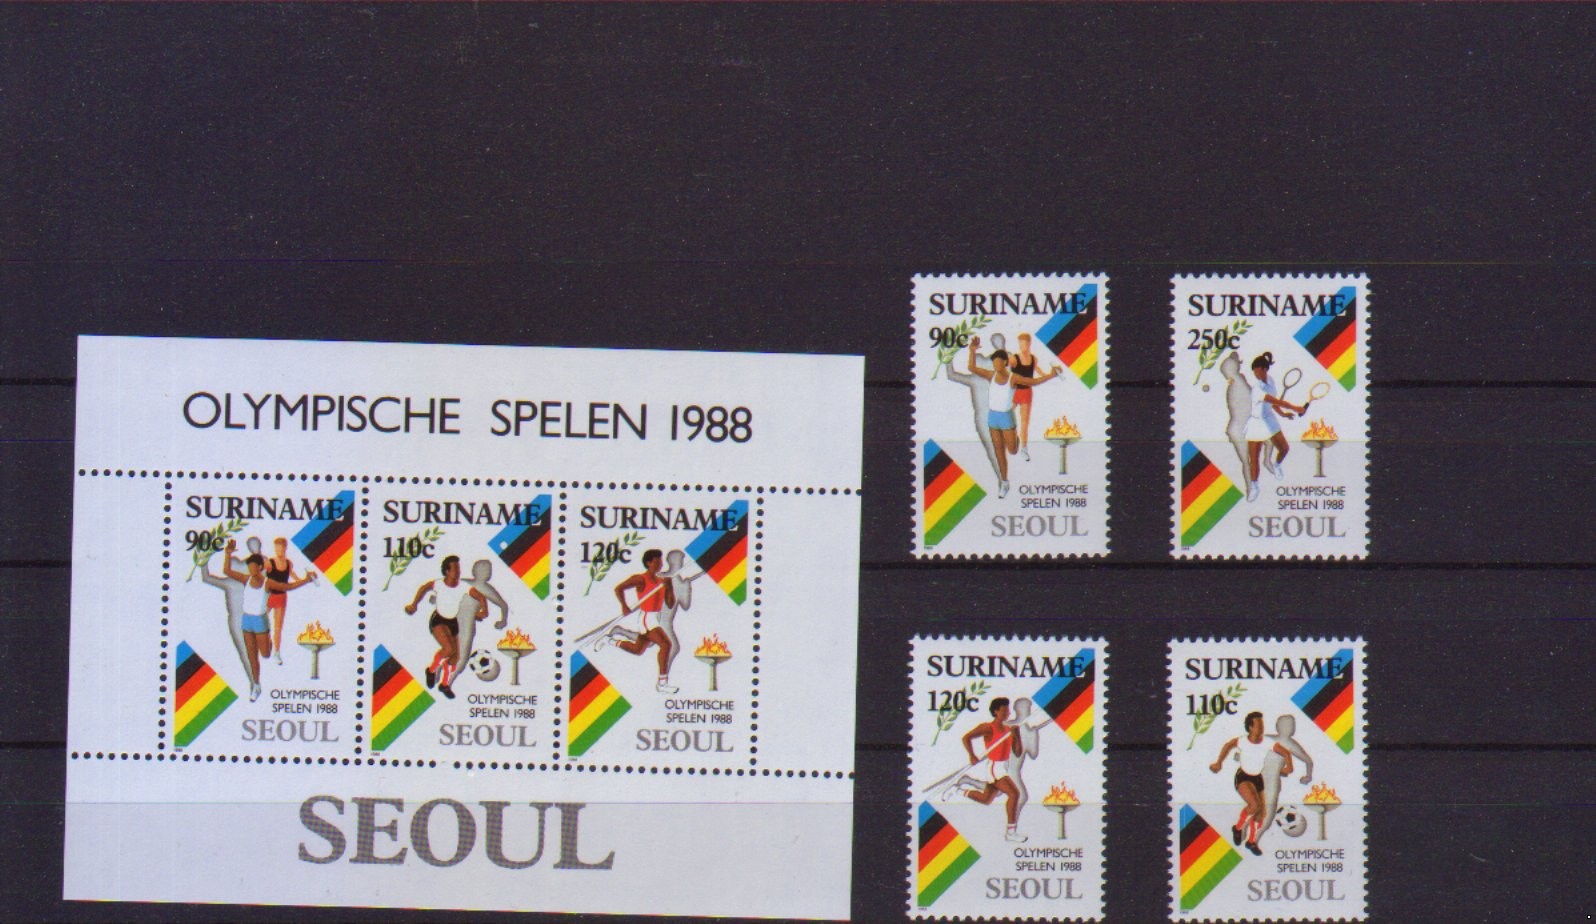 OLYMPISCHE SPELEN 1988
SURINAME
90c
OLYMPISCHE
SPELEN 1988
SEOUL
SURINAME
110c
OLYMPISCHE
SPELEN 1988
SEOUL
SURINAME
120c
OLYMPISCHE
SPELEN 1988
SEOUL
SEOUL
SURINAME
90c
OLYMPISCHE
SPELEN 1988
SEOUL
SURINAME
250c
OLYMPISCHE
SPELEN 1988
SEOUL
SURINAME
120c
OLYMPISCHE
SPELEN 1988
SEOUL
SURINAME
110c
OLYMPISCHE
SPELEN 1988
SEOUL